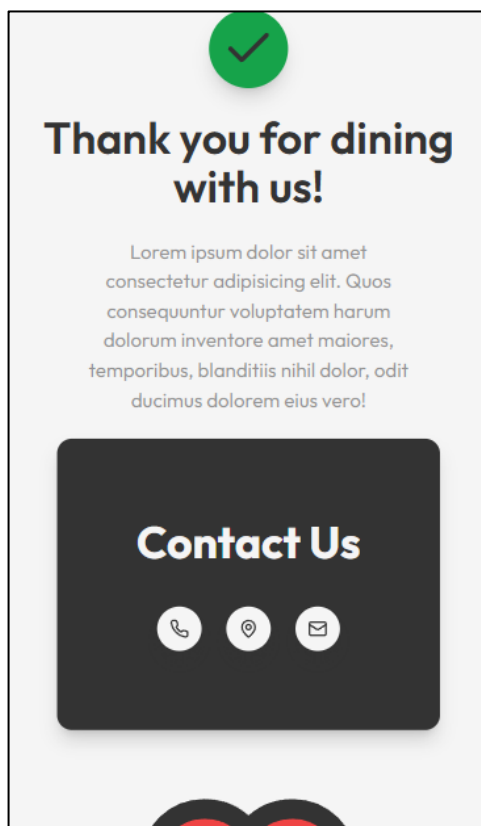 Thank you for dining
with us!
Lorem ipsum dolor sit amet
consectetur adipisicing elit. Quos
consequuntur voluptatem harum
dolorum inventore amet maiores,
temporibus, blanditiis nihil dolor, odit
ducimus dolorem eius vero!
Contact Us